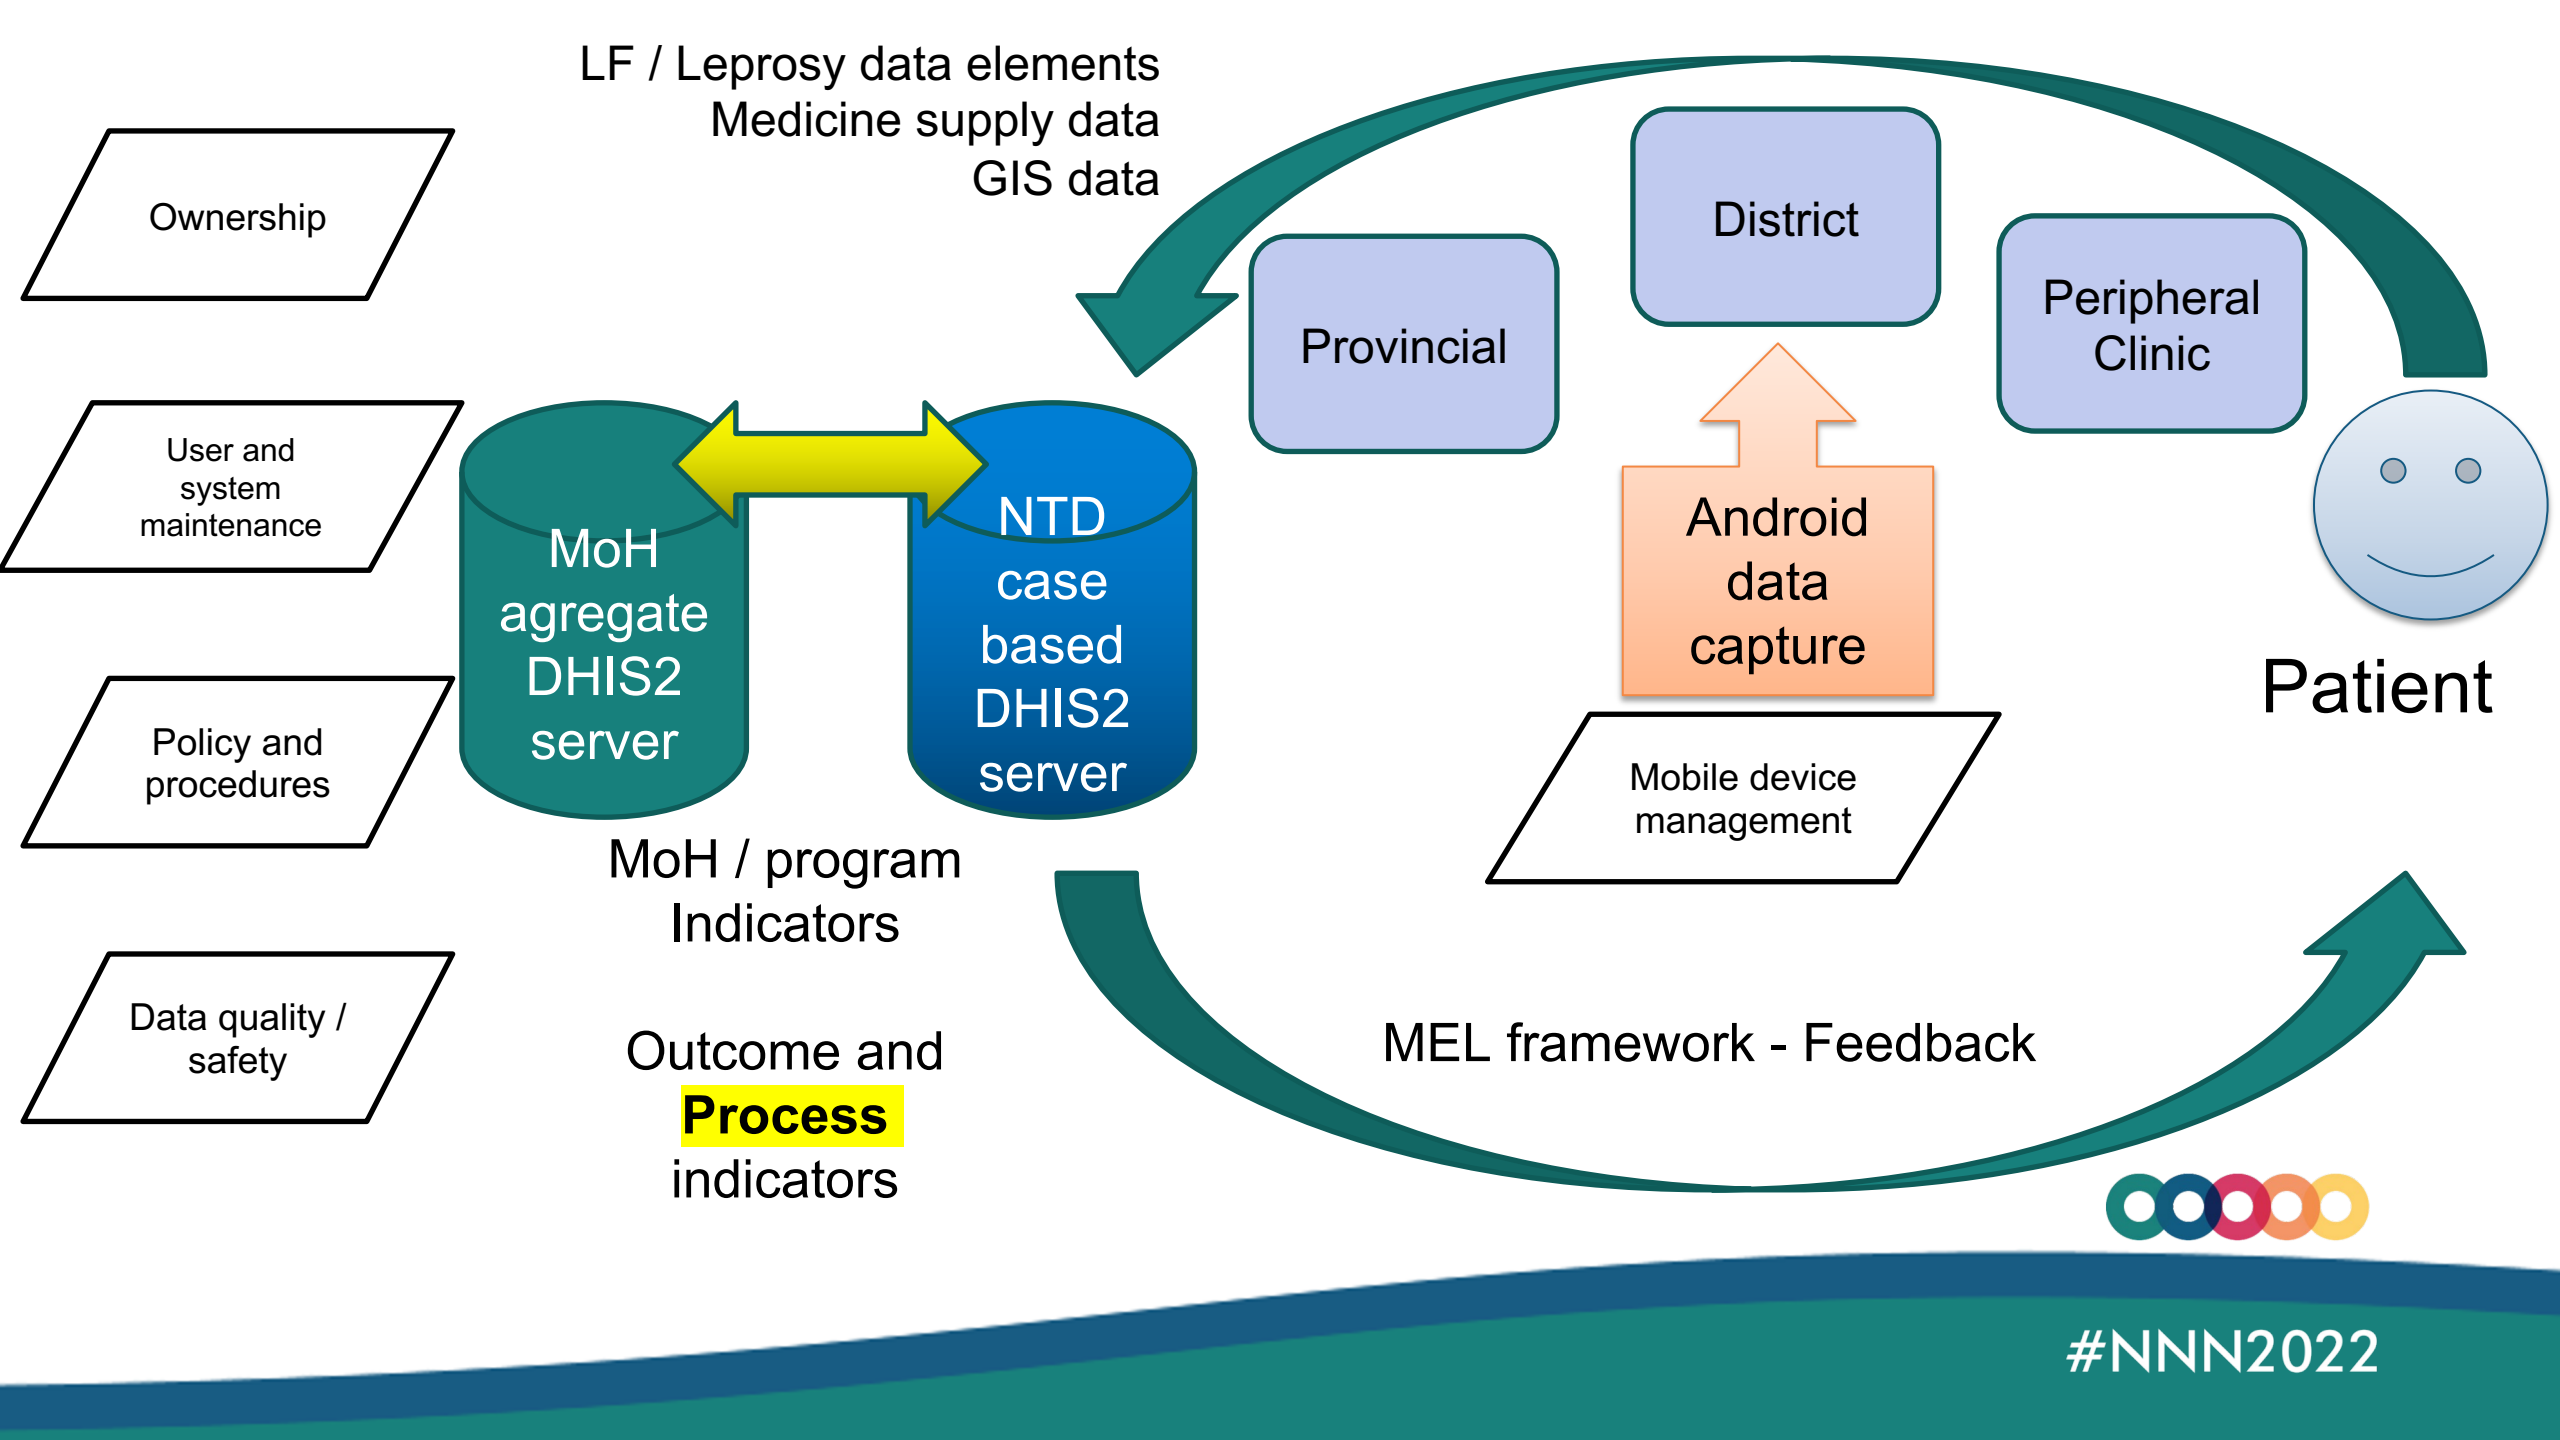 LF / Leprosy data elements
Medicine supply data
GIS data
Ownership
User and
system
maintenance
Policy and
procedures
Data quality /
safety
MoH
agregate
DHIS2
server
NTD
case
based
DHIS2
server
MoH / program
Indicators
Outcome and
Process
indicators
Provincial
District
Peripheral
Clinic
Android
data
capture
Mobile device
management
Patient
MEL framework - Feedback
#NNN2022